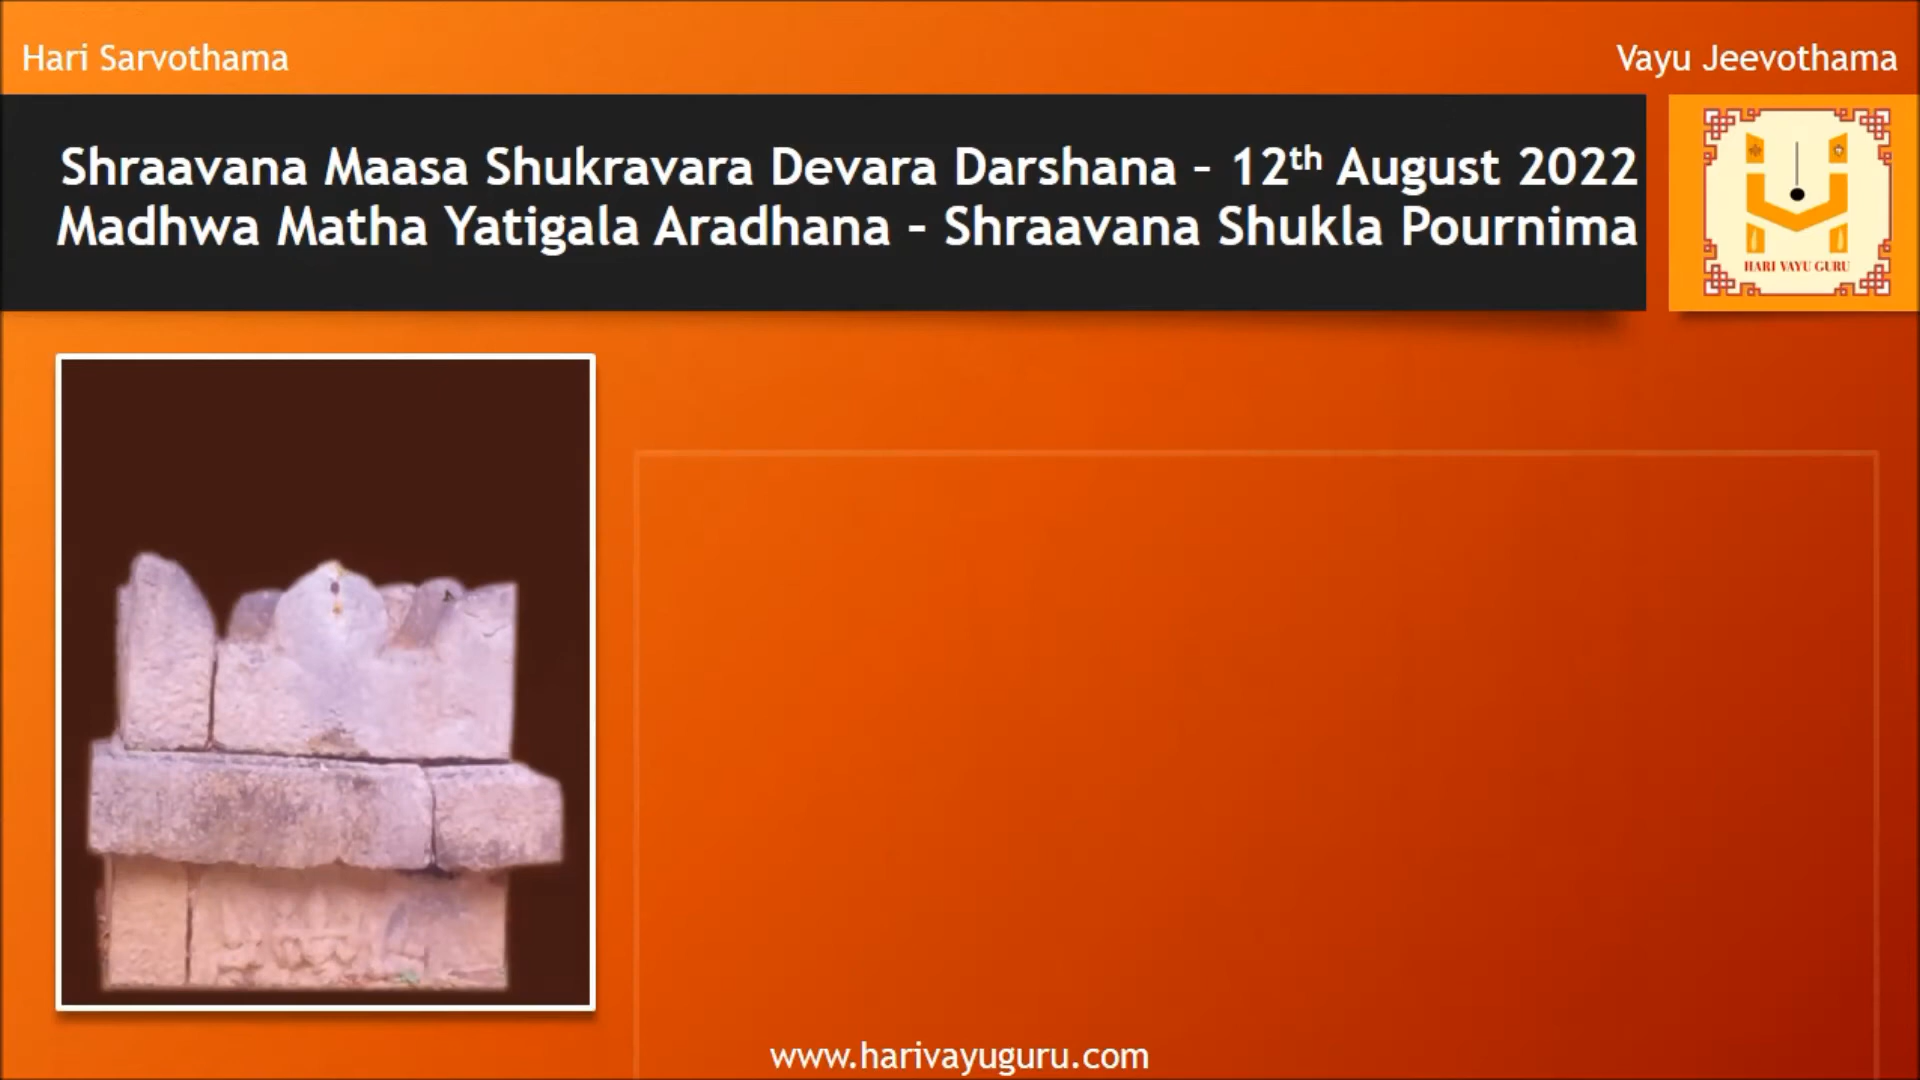 Hari Sarvothama
Vayu Jeevothama
Shraavana Maasa Shukravara Devara Darshana – 12th August 2022
Madhwa Matha Yatigala Aradhana – Shraavana Shukla Pournima
HARI VAYU GURU
www.harivayuguru.com